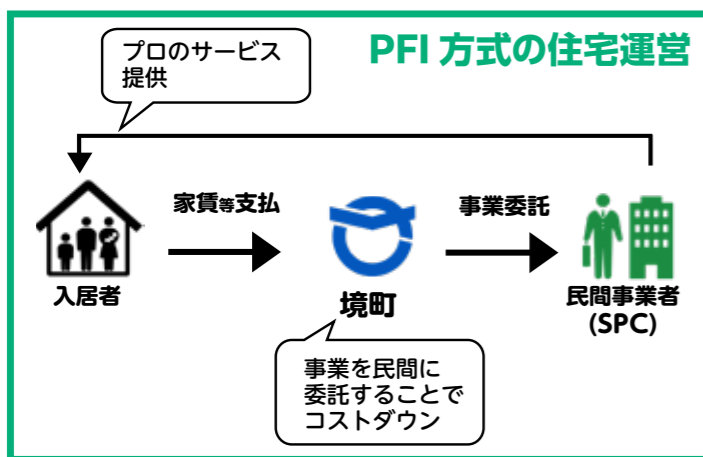 PFI 方式の住宅運営
プロのサービス
提供
家賃等支払
事業委託
入居者
境町
民間事業者
(SPC)
事業を民間に
委託することで
コストダウン